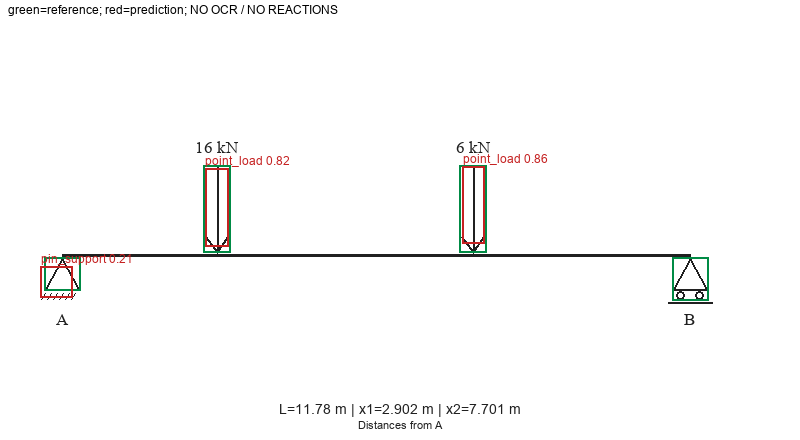 green=reference; red=prediction; NO OCR / NO REACTIONS
16 kN
6 kN
point_load 0.82
point_load 0.86
pin_support 0.21
A
B
L=11.78 m | x1=2.902 m | x2=7.701 m
Distances from A